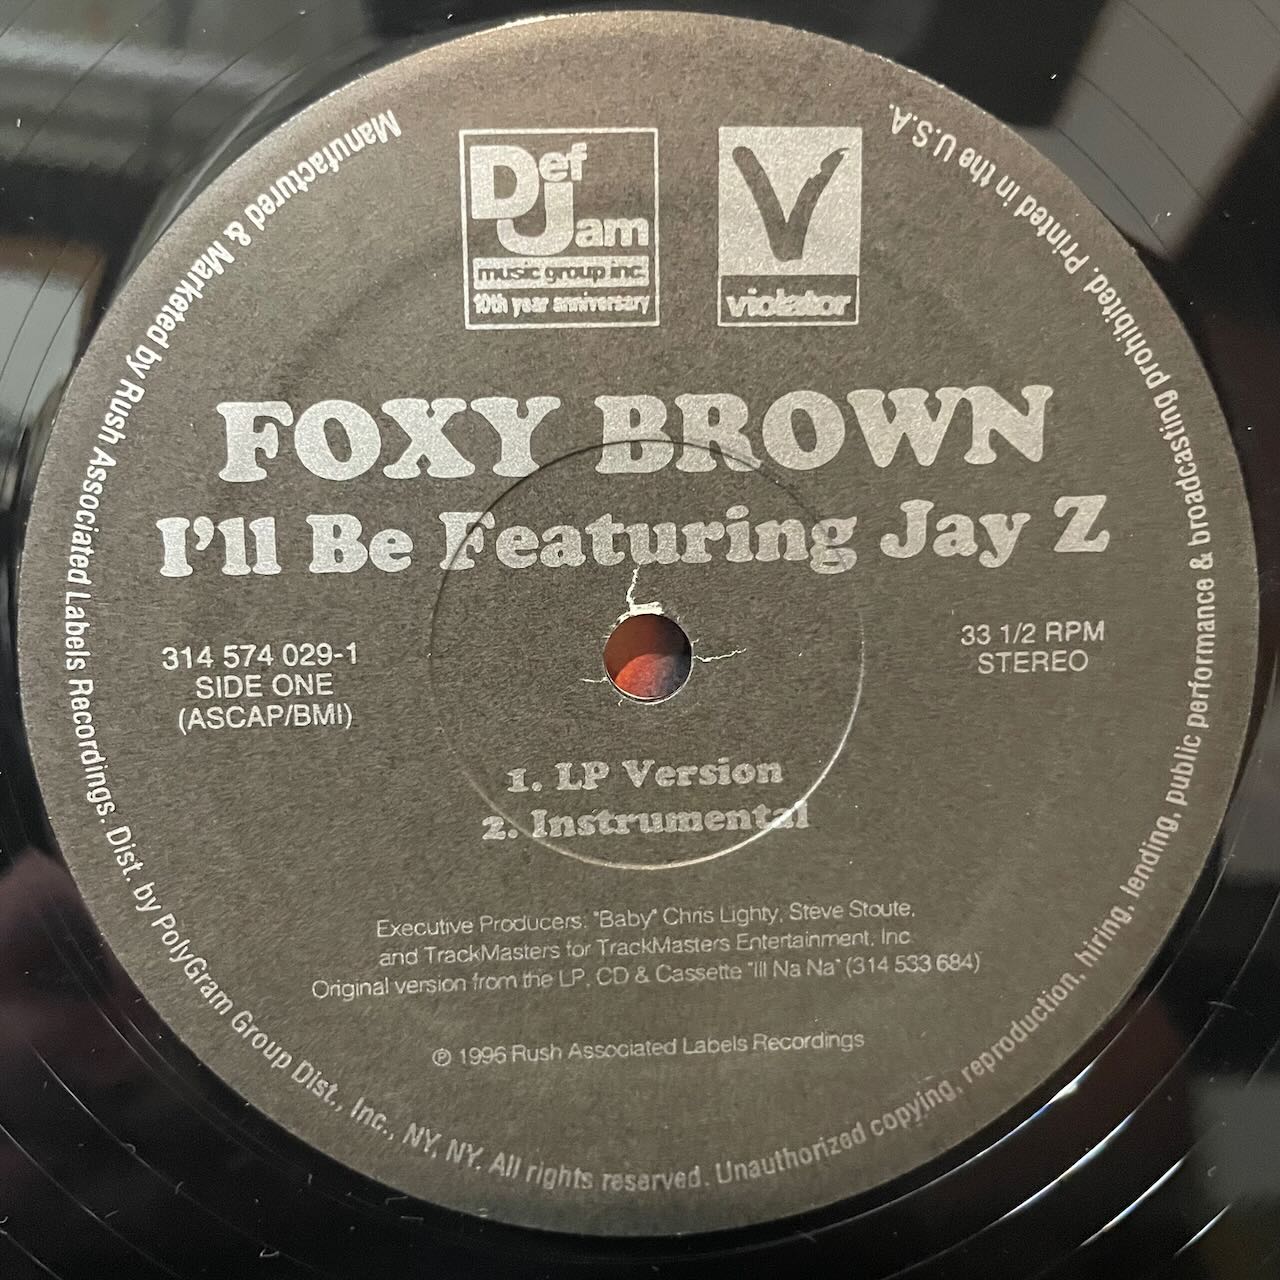 Def
Jam
music group inc.
10th year anniversary
V
violator
FOXY BROWN
I'll Be Featuring Jay Z
314 574 029-1
SIDE ONE
(ASCAP/BMI)
33 1/2 RPM
STEREO
1. LP Version
2. Instrumental
Executive Producers: "Baby" Chris Lighty, Steve Stoute,
and TrackMasters for TrackMasters Entertainment, Inc
Original version from the LP, CD & Cassette "Ill Na Na" (314 533 684)
℗ 1996 Rush Associated Labels Recordings
Manufactured & Marketed by Rush Associated Labels Recordings. Dist. by PolyGram Group Dist., Inc., NY, NY. All rights reserved. Unauthorized copying, reproduction, hiring, lending, public performance & broadcasting prohibited. Printed in the U.S.A.